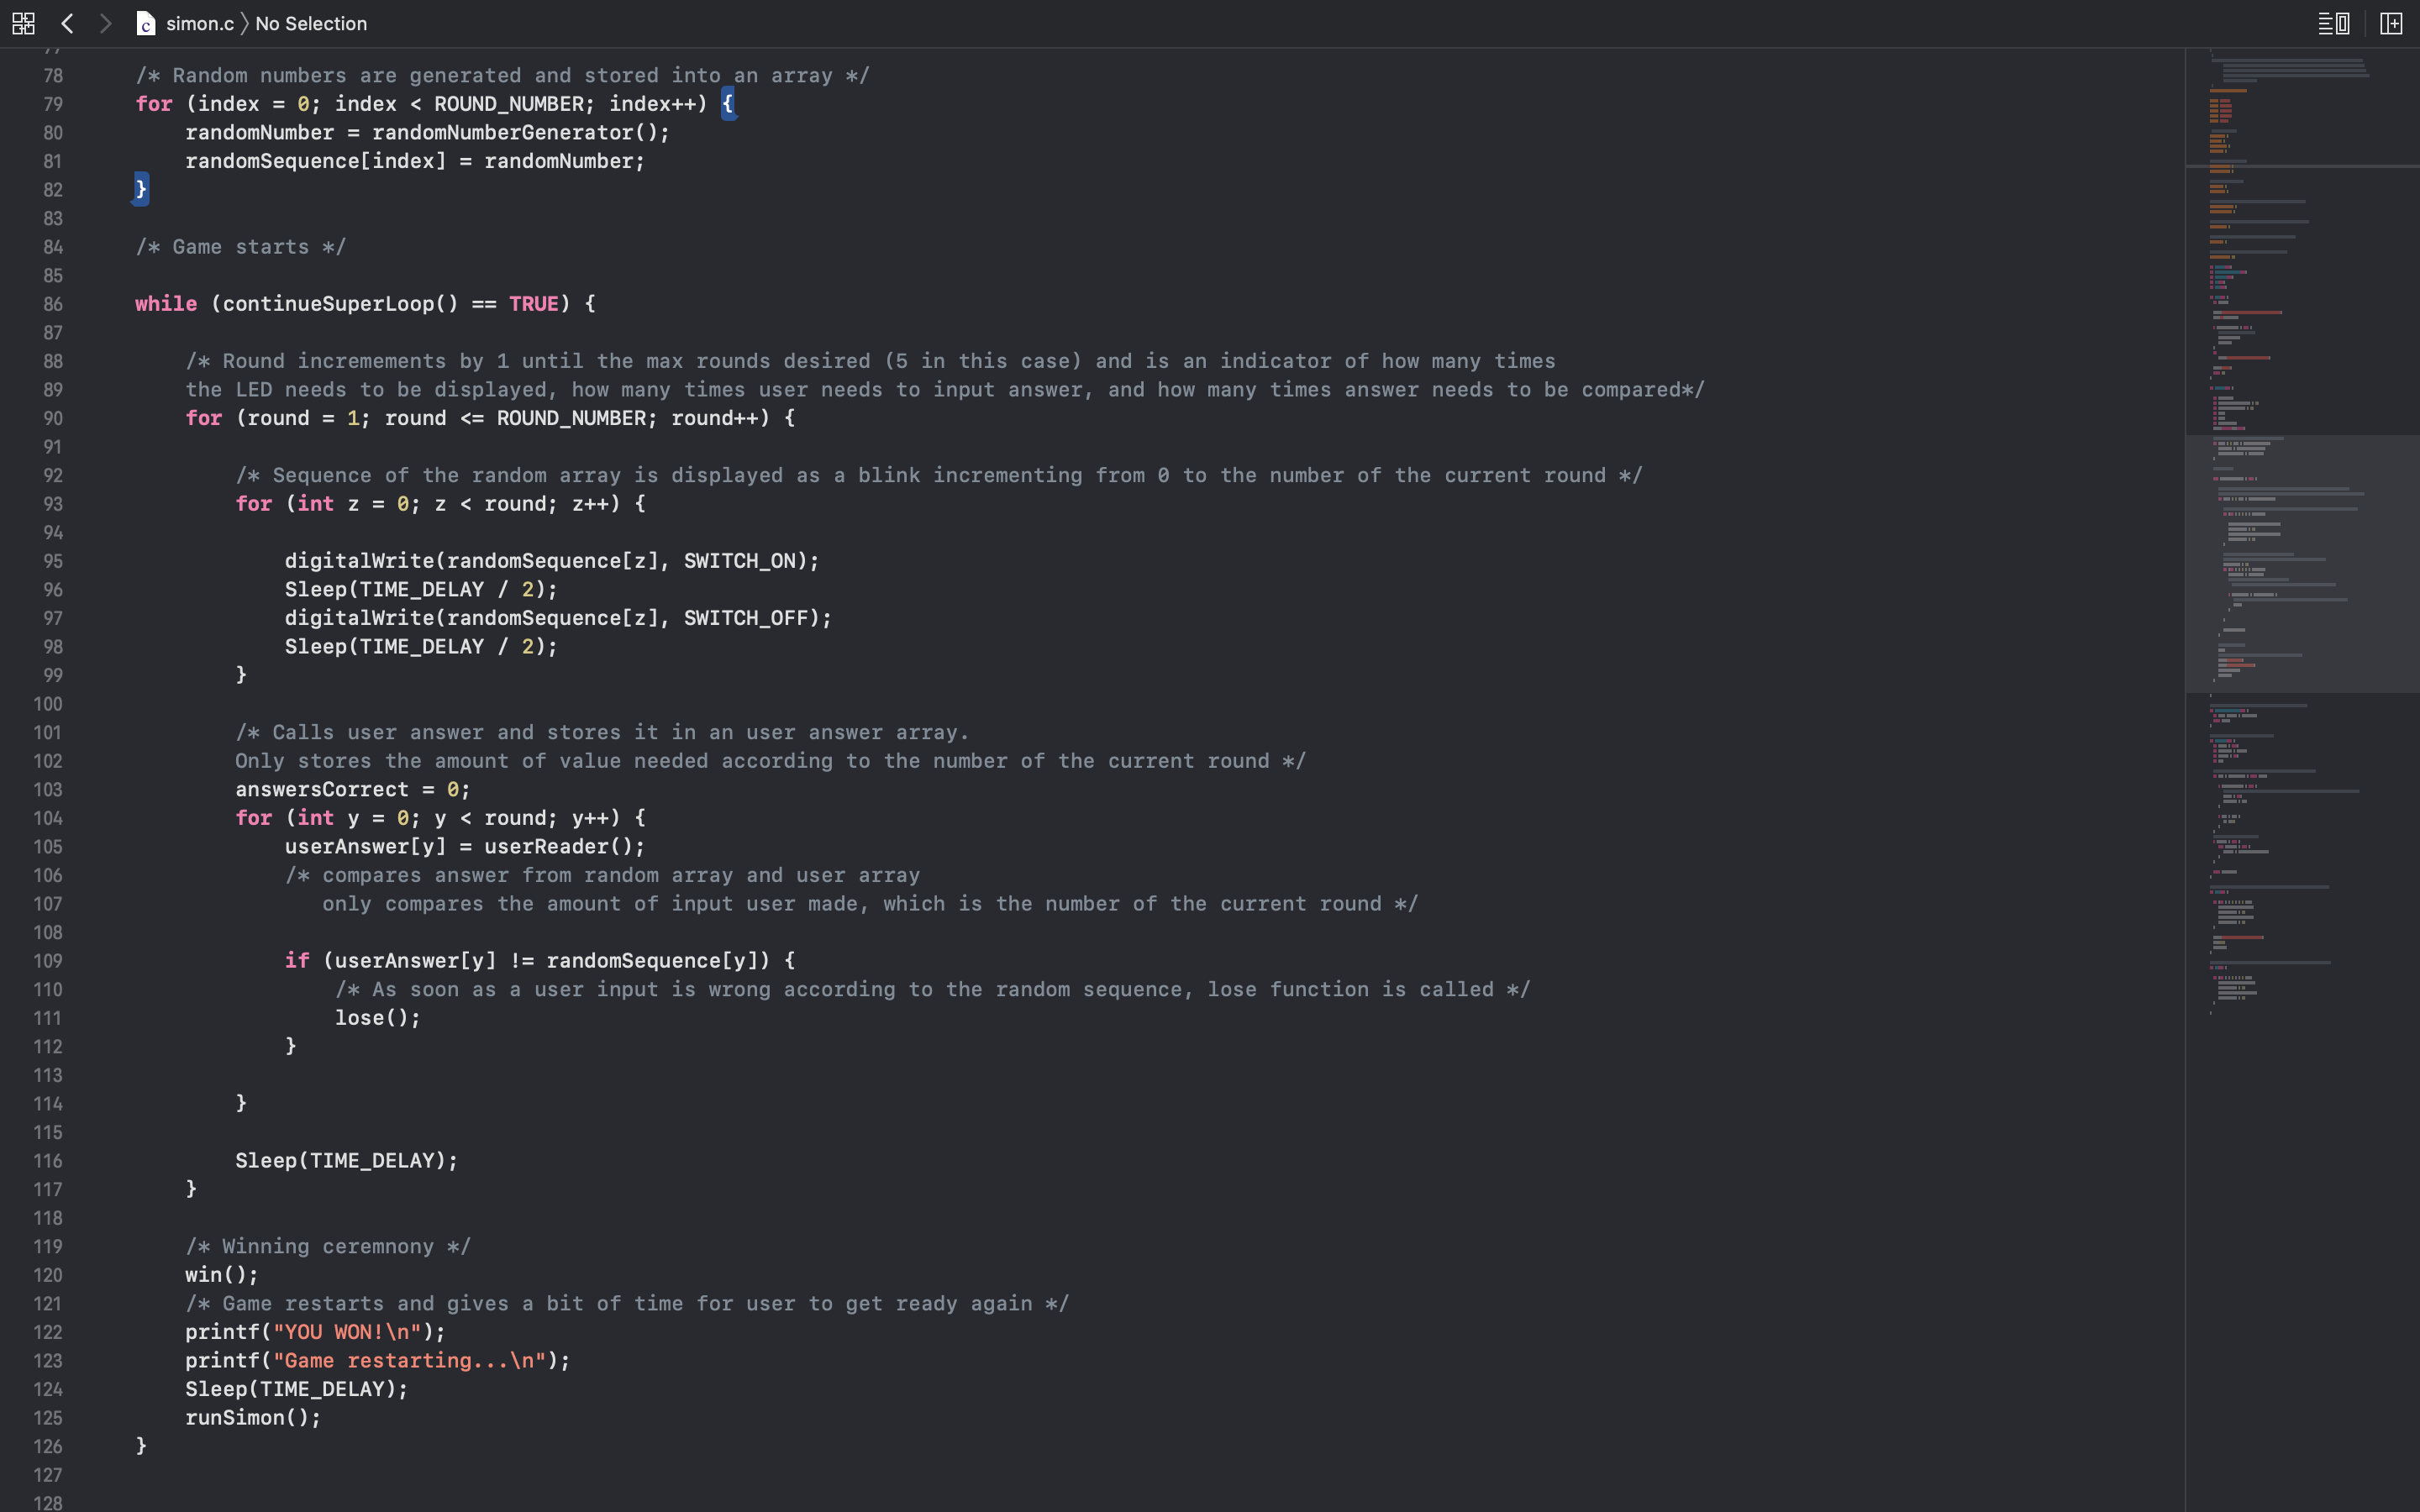 simon.c 〉 No Selection
77
78 /* Random numbers are generated and stored into an array */
79 for (index = 0; index < ROUND_NUMBER; index++) {
80 randomNumber = randomNumberGenerator();
81 randomSequence[index] = randomNumber;
82 }
83
84 /* Game starts */
85
86 while (continueSuperLoop() == TRUE) {
87
88 /* Round incremements by 1 until the max rounds desired (5 in this case) and is an indicator of how many times
89 the LED needs to be displayed, how many times user needs to input answer, and how many times answer needs to be compared*/
90 for (round = 1; round <= ROUND_NUMBER; round++) {
91
92 /* Sequence of the random array is displayed as a blink incrementing from 0 to the number of the current round */
93 for (int z = 0; z < round; z++) {
94
95 digitalWrite(randomSequence[z], SWITCH_ON);
96 Sleep(TIME_DELAY / 2);
97 digitalWrite(randomSequence[z], SWITCH_OFF);
98 Sleep(TIME_DELAY / 2);
99 }
100
101 /* Calls user answer and stores it in an user answer array.
102 Only stores the amount of value needed according to the number of the current round */
103 answersCorrect = 0;
104 for (int y = 0; y < round; y++) {
105 userAnswer[y] = userReader();
106 /* compares answer from random array and user array
107 only compares the amount of input user made, which is the number of the current round */
108
109 if (userAnswer[y] != randomSequence[y]) {
110 /* As soon as a user input is wrong according to the random sequence, lose function is called */
111 lose();
112 }
113
114 }
115
116 Sleep(TIME_DELAY);
117 }
118
119 /* Winning ceremnony */
120 win();
121 /* Game restarts and gives a bit of time for user to get ready again */
122 printf("YOU WON!\n");
123 printf("Game restarting...\n");
124 Sleep(TIME_DELAY);
125 runSimon();
126 }
127
128